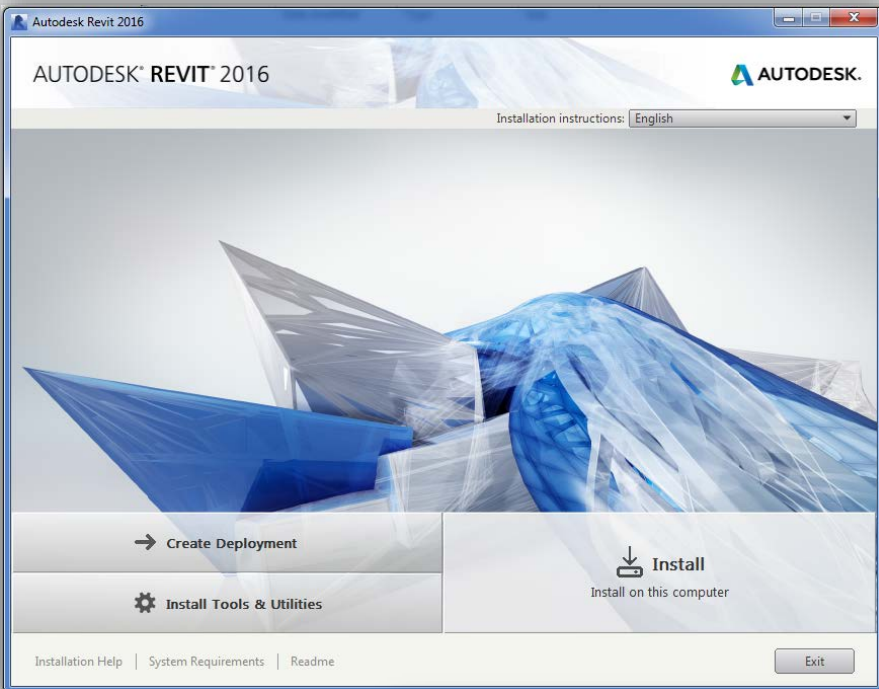 Autodesk Revit 2016
AUTODESK® REVIT® 2016
AUTODESK.
Installation instructions: English
Create Deployment
Install
Install on this computer
Install Tools & Utilities
Installation Help | System Requirements | Readme
Exit